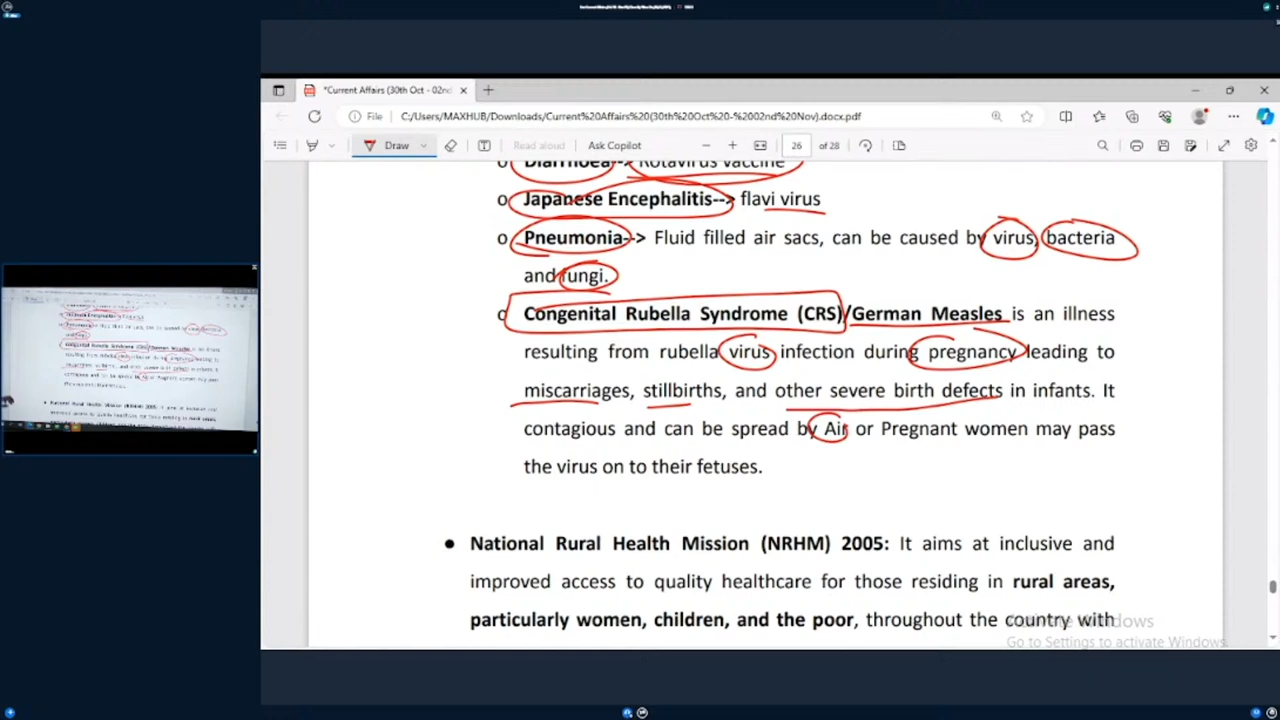 *Current Affairs (30th Oct - 02nd
File
C:/Users/MAXHUB/Downloads/Current%20Affairs%20(30th%20Oct%20-%2002nd%20Nov).docx.pdf
Draw
Read aloud
Ask Copilot
26 of 28
o Diarrhoea--> Rotavirus vaccine
o Japanese Encephalitis--> flavi virus
o Pneumonia--> Fluid filled air sacs, can be caused by virus, bacteria
and fungi.
o Congenital Rubella Syndrome (CRS)/German Measles is an illness
resulting from rubella virus infection during pregnancy leading to
miscarriages, stillbirths, and other severe birth defects in infants. It
contagious and can be spread by Air or Pregnant women may pass
the virus on to their fetuses.
• National Rural Health Mission (NRHM) 2005: It aims at inclusive and
improved access to quality healthcare for those residing in rural areas,
particularly women, children, and the poor, throughout the country with
Activate Windows
Go to Settings to activate Windows.